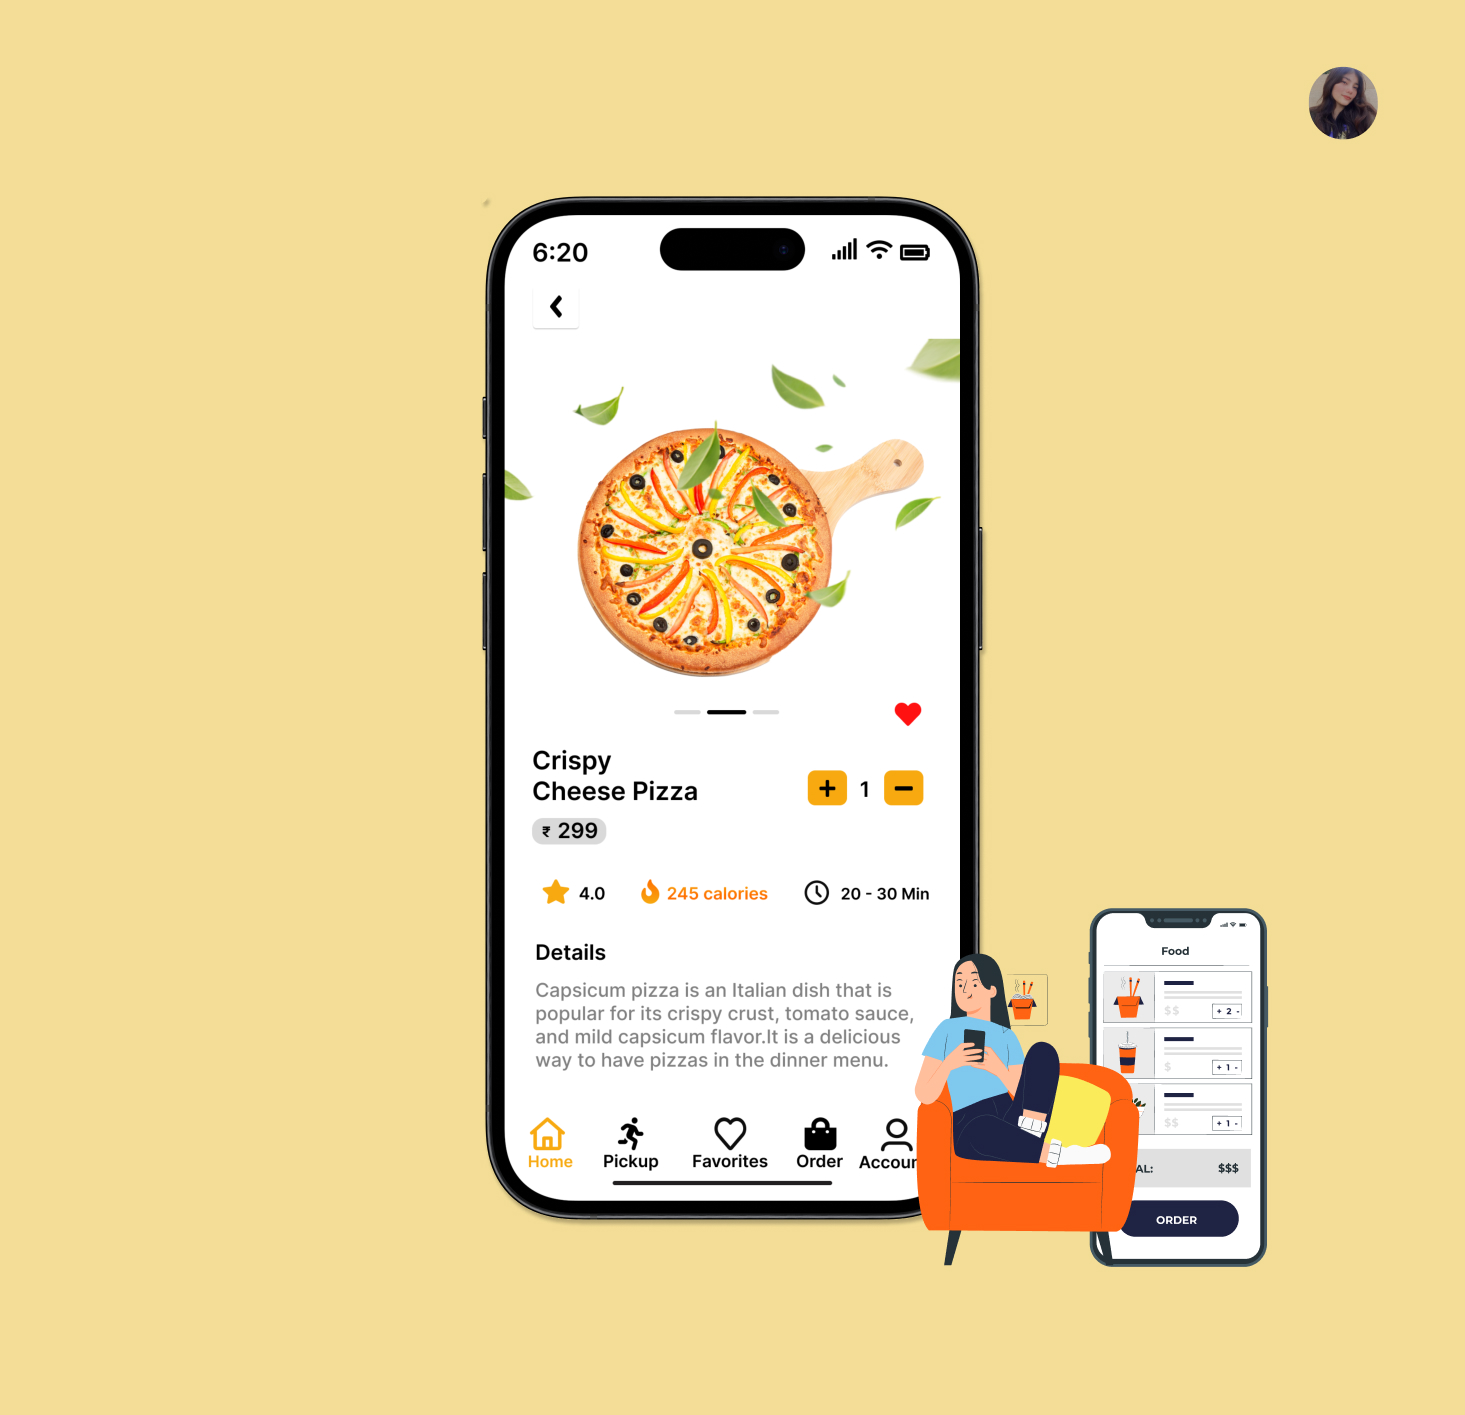 6:20
Crispy
Cheese Pizza
+ 1 −
₹ 299
4.0
245 calories
20 - 30 Min
Details
Capsicum pizza is an Italian dish that is
popular for its crispy crust, tomato sauce,
and mild capsicum flavor.It is a delicious
way to have pizzas in the dinner menu.
Home
Pickup
Favorites
Order
Accour
Food
$$
+ 2 -
$
+ 1 -
$$
+ 1 -
AL:
$$$
ORDER